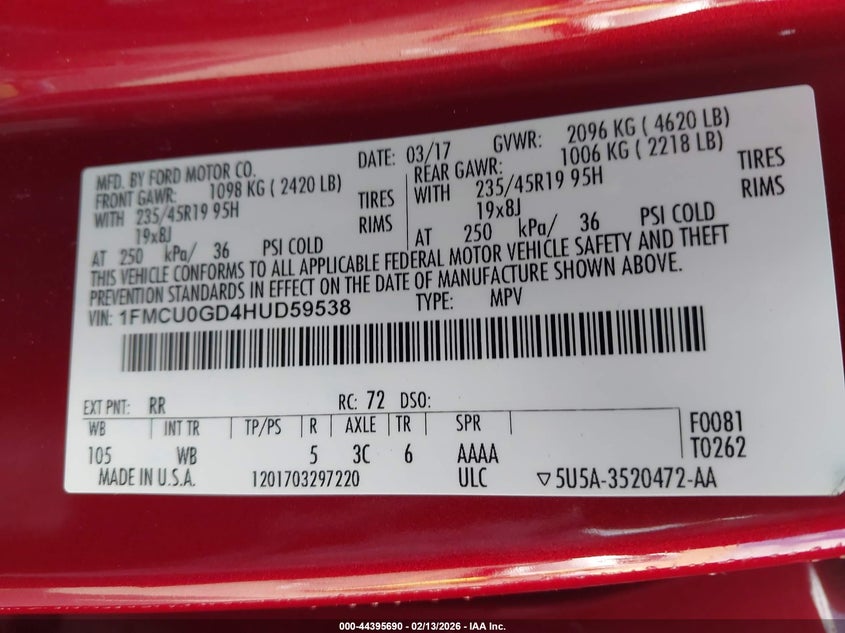 MFD. BY FORD MOTOR CO. DATE: 03/17 GVWR: 2096 KG ( 4620 LB)
FRONT GAWR: 1098 KG ( 2420 LB) REAR GAWR: 1006 KG ( 2218 LB)
WITH 235/45R19 95H TIRES WITH 235/45R19 95H TIRES
19x8J RIMS 19x8J RIMS
AT 250 kPa/ 36 PSI COLD AT 250 kPa/ 36 PSI COLD
THIS VEHICLE CONFORMS TO ALL APPLICABLE FEDERAL MOTOR VEHICLE SAFETY AND THEFT
PREVENTION STANDARDS IN EFFECT ON THE DATE OF MANUFACTURE SHOWN ABOVE.
VIN: 1FMCU0GD4HUD59538 TYPE: MPV
EXT PNT: RR RC: 72 DSO:
WB INT TR TP/PS R AXLE TR SPR F0081
105 WB 5 3C 6 AAAA T0262
MADE IN U.S.A. 1201703297220 ULC ▽5U5A-3520472-AA
000-44395690 - 02/13/2026 - IAA Inc.